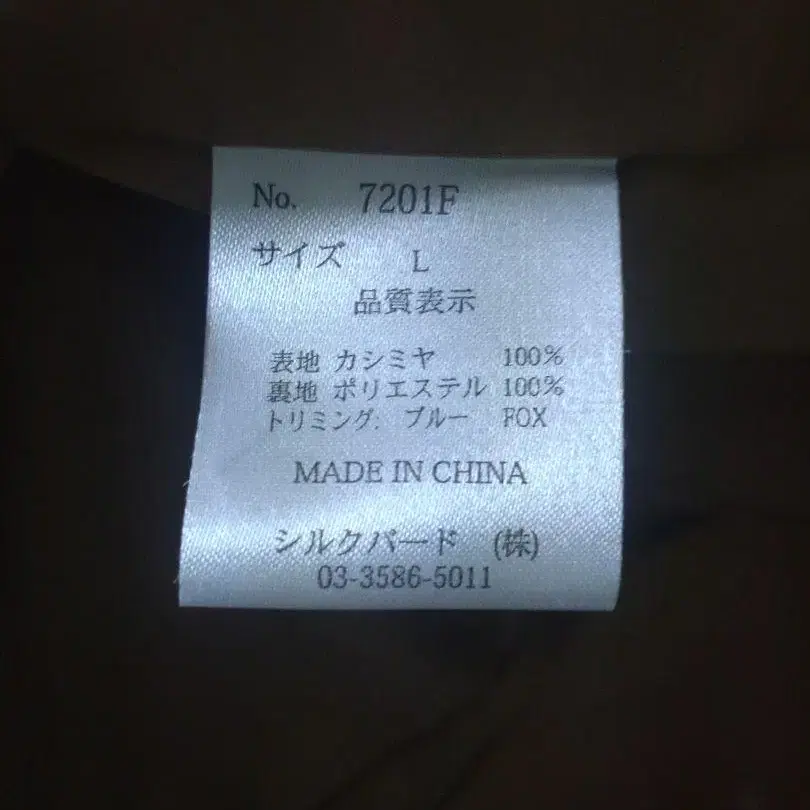 No. 7201F
サイズ L
品質表示
表地 カシミヤ 100%
裏地 ポリエステル 100%
トリミング: ブルー FOX
MADE IN CHINA
シルクバード (株)
03-3586-5011